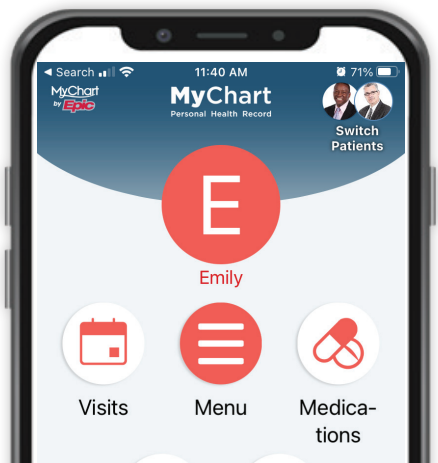 ◄ Search 11:40 AM 71%
MyChart
by Epic
MyChart
Personal Health Record
Switch
Patients
E
Emily
Visits
Menu
Medica-
tions